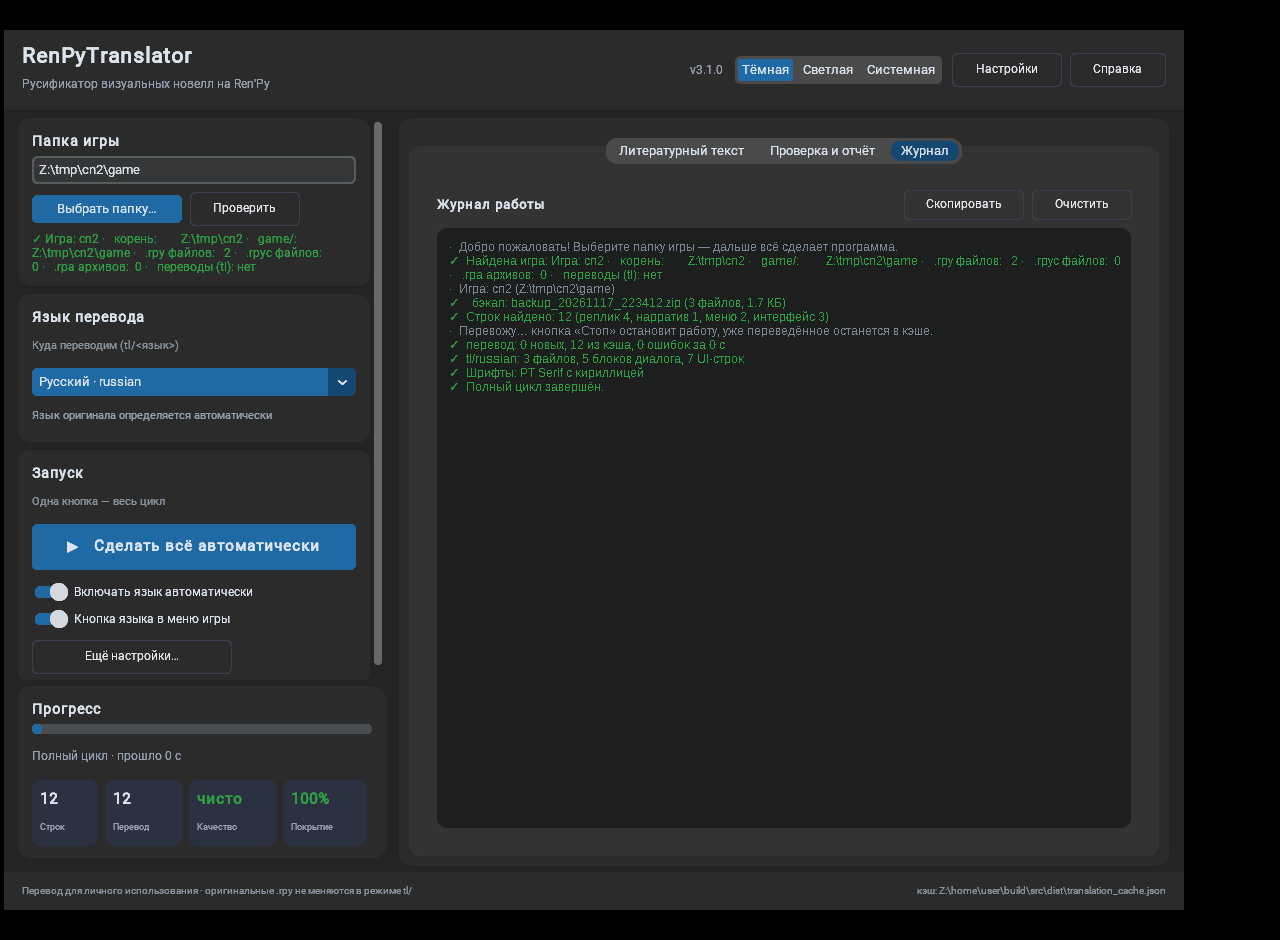 RenPyTranslator
Русификатор визуальных новелл на Ren'Py
v3.1.0
Тёмная
Светлая
Системная
Настройки
Справка
Папка игры
Z:\tmp\cn2\game
Выбрать папку…
Проверить
✓ Игра: cn2 · корень: Z:\tmp\cn2 · game/:
Z:\tmp\cn2\game · .rpy файлов: 2 · .rpyc файлов:
0 · .rpa архивов: 0 · переводы (tl): нет
Язык перевода
Куда переводим (tl/<язык>)
Русский · russian
Язык оригинала определяется автоматически
Запуск
Одна кнопка — весь цикл
▶ Сделать всё автоматически
Включать язык автоматически
Кнопка языка в меню игры
Ещё настройки…
Прогресс
Полный цикл · прошло 0 с
12
Строк
12
Перевод
чисто
Качество
100%
Покрытие
Литературный текст
Проверка и отчёт
Журнал
Журнал работы
Скопировать
Очистить
· Добро пожаловать! Выберите папку игры — дальше всё сделает программа.
✓ Найдена игра: Игра: cn2 · корень: Z:\tmp\cn2 · game/: Z:\tmp\cn2\game · .rpy файлов: 2 · .rpyc файлов: 0
· .rpa архивов: 0 · переводы (tl): нет
· Игра: cn2 (Z:\tmp\cn2\game)
✓ бэкап: backup_20261117_223412.zip (3 файлов, 1.7 КБ)
✓ Строк найдено: 12 (реплик 4, нарратив 1, меню 2, интерфейс 3)
· Перевожу… кнопка «Стоп» остановит работу, уже переведённое останется в кэше.
✓ перевод: 0 новых, 12 из кэша, 0 ошибок за 0 с
✓ tl/russian: 3 файлов, 5 блоков диалога, 7 UI-строк
✓ Шрифты: PT Serif с кириллицей
✓ Полный цикл завершён.
Перевод для личного использования · оригинальные .rpy не меняются в режиме tl/
кэш: Z:\home\user\build\src\dist\translation_cache.json